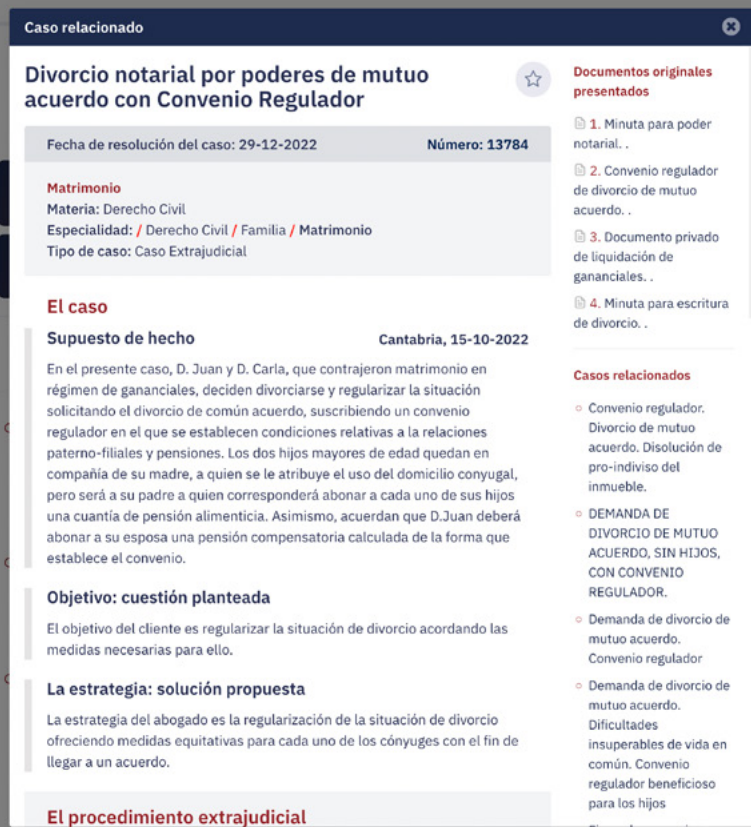 Caso relacionado
Divorcio notarial por poderes de mutuo
acuerdo con Convenio Regulador
Fecha de resolución del caso: 29-12-2022
Número: 13784
Matrimonio
Materia: Derecho Civil
Especialidad: / Derecho Civil / Familia / Matrimonio
Tipo de caso: Caso Extrajudicial
El caso
Supuesto de hecho
Cantabria, 15-10-2022
En el presente caso, D. Juan y D. Carla, que contrajeron matrimonio en
régimen de gananciales, deciden divorciarse y regularizar la situación
solicitando el divorcio de común acuerdo, suscribiendo un convenio
regulador en el que se establecen condiciones relativas a la relaciones
paterno-filiales y pensiones. Los dos hijos mayores de edad quedan en
compañía de su madre, a quien se le atribuye el uso del domicilio conyugal,
pero será a su padre a quien corresponderá abonar a cada uno de sus hijos
una cuantía de pensión alimenticia. Asimismo, acuerdan que D.Juan deberá
abonar a su esposa una pensión compensatoria calculada de la forma que
establece el convenio.
Objetivo: cuestión planteada
El objetivo del cliente es regularizar la situación de divorcio acordando las
medidas necesarias para ello.
La estrategia: solución propuesta
La estrategia del abogado es la regularización de la situación de divorcio
ofreciendo medidas equitativas para cada uno de los cónyuges con el fin de
llegar a un acuerdo.
El procedimiento extrajudicial
Documentos originales
presentados
1. Minuta para poder
notarial. .
2. Convenio regulador
de divorcio de mutuo
acuerdo. .
3. Documento privado
de liquidación de
gananciales. .
4. Minuta para escritura
de divorcio. .
Casos relacionados
Convenio regulador.
Divorcio de mutuo
acuerdo. Disolución de
pro-indiviso del
inmueble.
DEMANDA DE
DIVORCIO DE MUTUO
ACUERDO, SIN HIJOS,
CON CONVENIO
REGULADOR.
Demanda de divorcio de
mutuo acuerdo.
Convenio regulador
Demanda de divorcio de
mutuo acuerdo.
Dificultades
insuperables de vida en
común. Convenio
regulador beneficioso
para los hijos